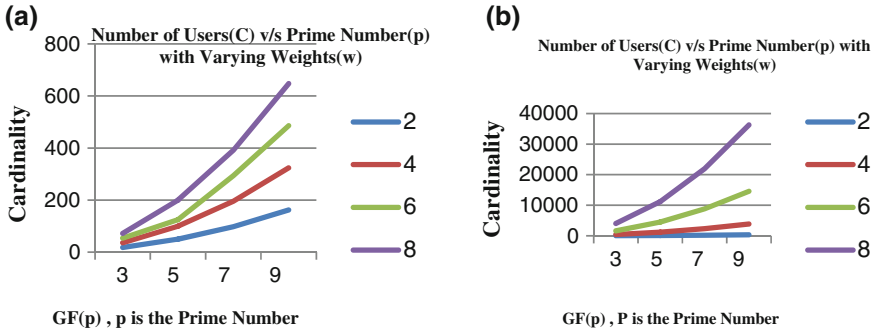 (a)
Number of Users(C) v/s Prime Number(p)
with Varying Weights(w)
800
600
400
200
0
Cardinality
3 5 7 9
GF(p) , p is the Prime Number
2
4
6
8
(b)
Number of Users(C) v/s Prime Number(p) with
Varying Weights(w)
40000
30000
20000
10000
0
Cardinality
3 5 7 9
GF(p) , P is the Prime Number
2
4
6
8